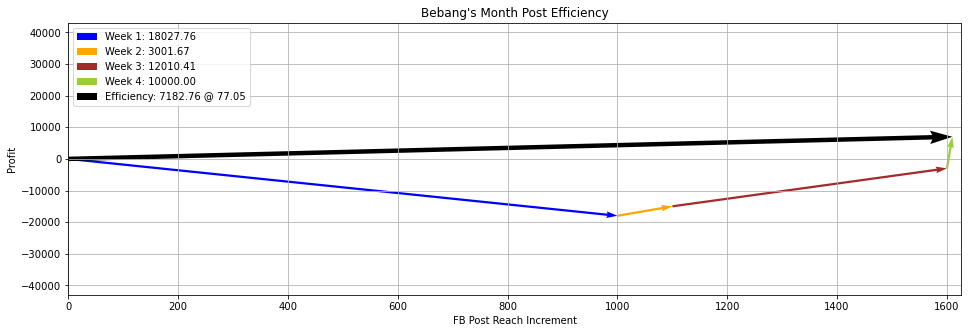 Bebang's Month Post Efficiency
Week 1: 18027.76
Week 2: 3001.67
Week 3: 12010.41
Week 4: 10000.00
Efficiency: 7182.76 @ 77.05
Profit
40000
30000
20000
10000
0
−10000
−20000
−30000
−40000
0 200 400 600 800 1000 1200 1400 1600
FB Post Reach Increment